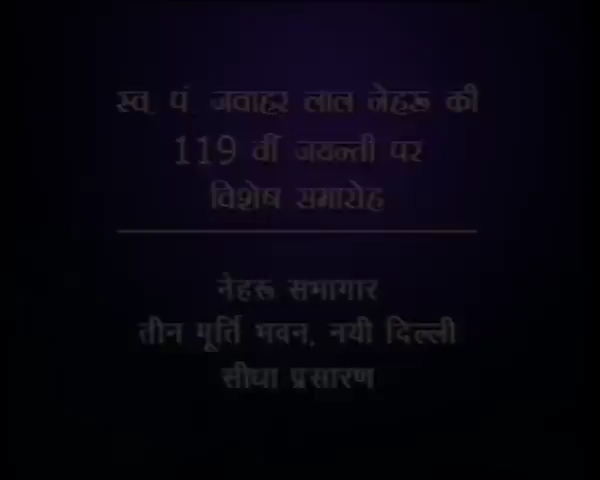 स्व. पं. जवाहर लाल नेहरू की
119 वीं जयन्ती पर
विशेष समारोह
नेहरू सभागार
तीन मूर्ति भवन, नयी दिल्ली
सीधा प्रसारण